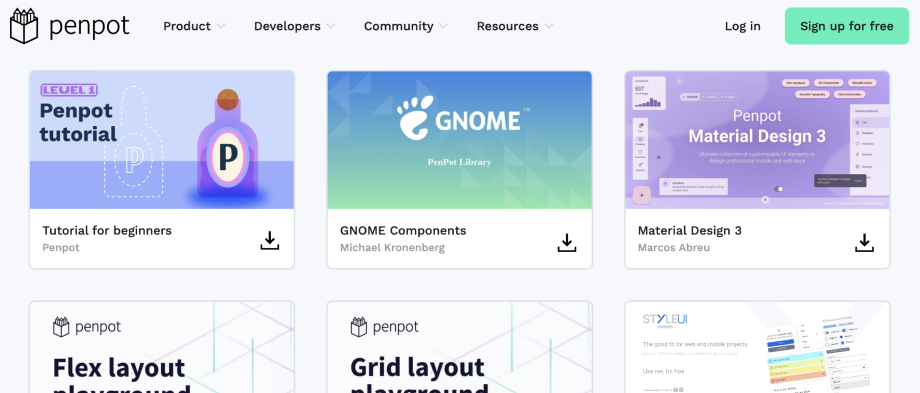 penpot
Product Developers Community Resources Log in Sign up for free
LEVEL 1
Penpot
tutorial
P P
GNOME™
PenPot Library
Penpot
Material Design 3
Ultimate collection of customizable UI elements to
design professional mobile and web apps
537
Tutorial for beginners
Penpot
GNOME Components
Michael Kronenberg
Material Design 3
Marcos Abreu
penpot
Flex layout
playground
penpot
Grid layout
playground
STYLEUI
The good fit for web and mobile projects
Use me, I'm free